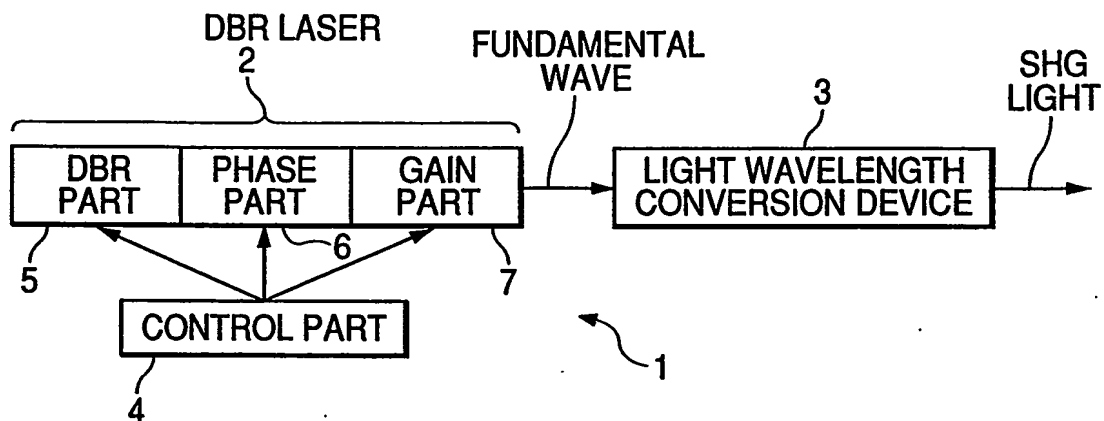 DBR LASER
2
FUNDAMENTAL
WAVE
SHG
LIGHT
3
DBR
PART
PHASE
PART
GAIN
PART
LIGHT WAVELENGTH
CONVERSION DEVICE
5
6
7
CONTROL PART
4
1